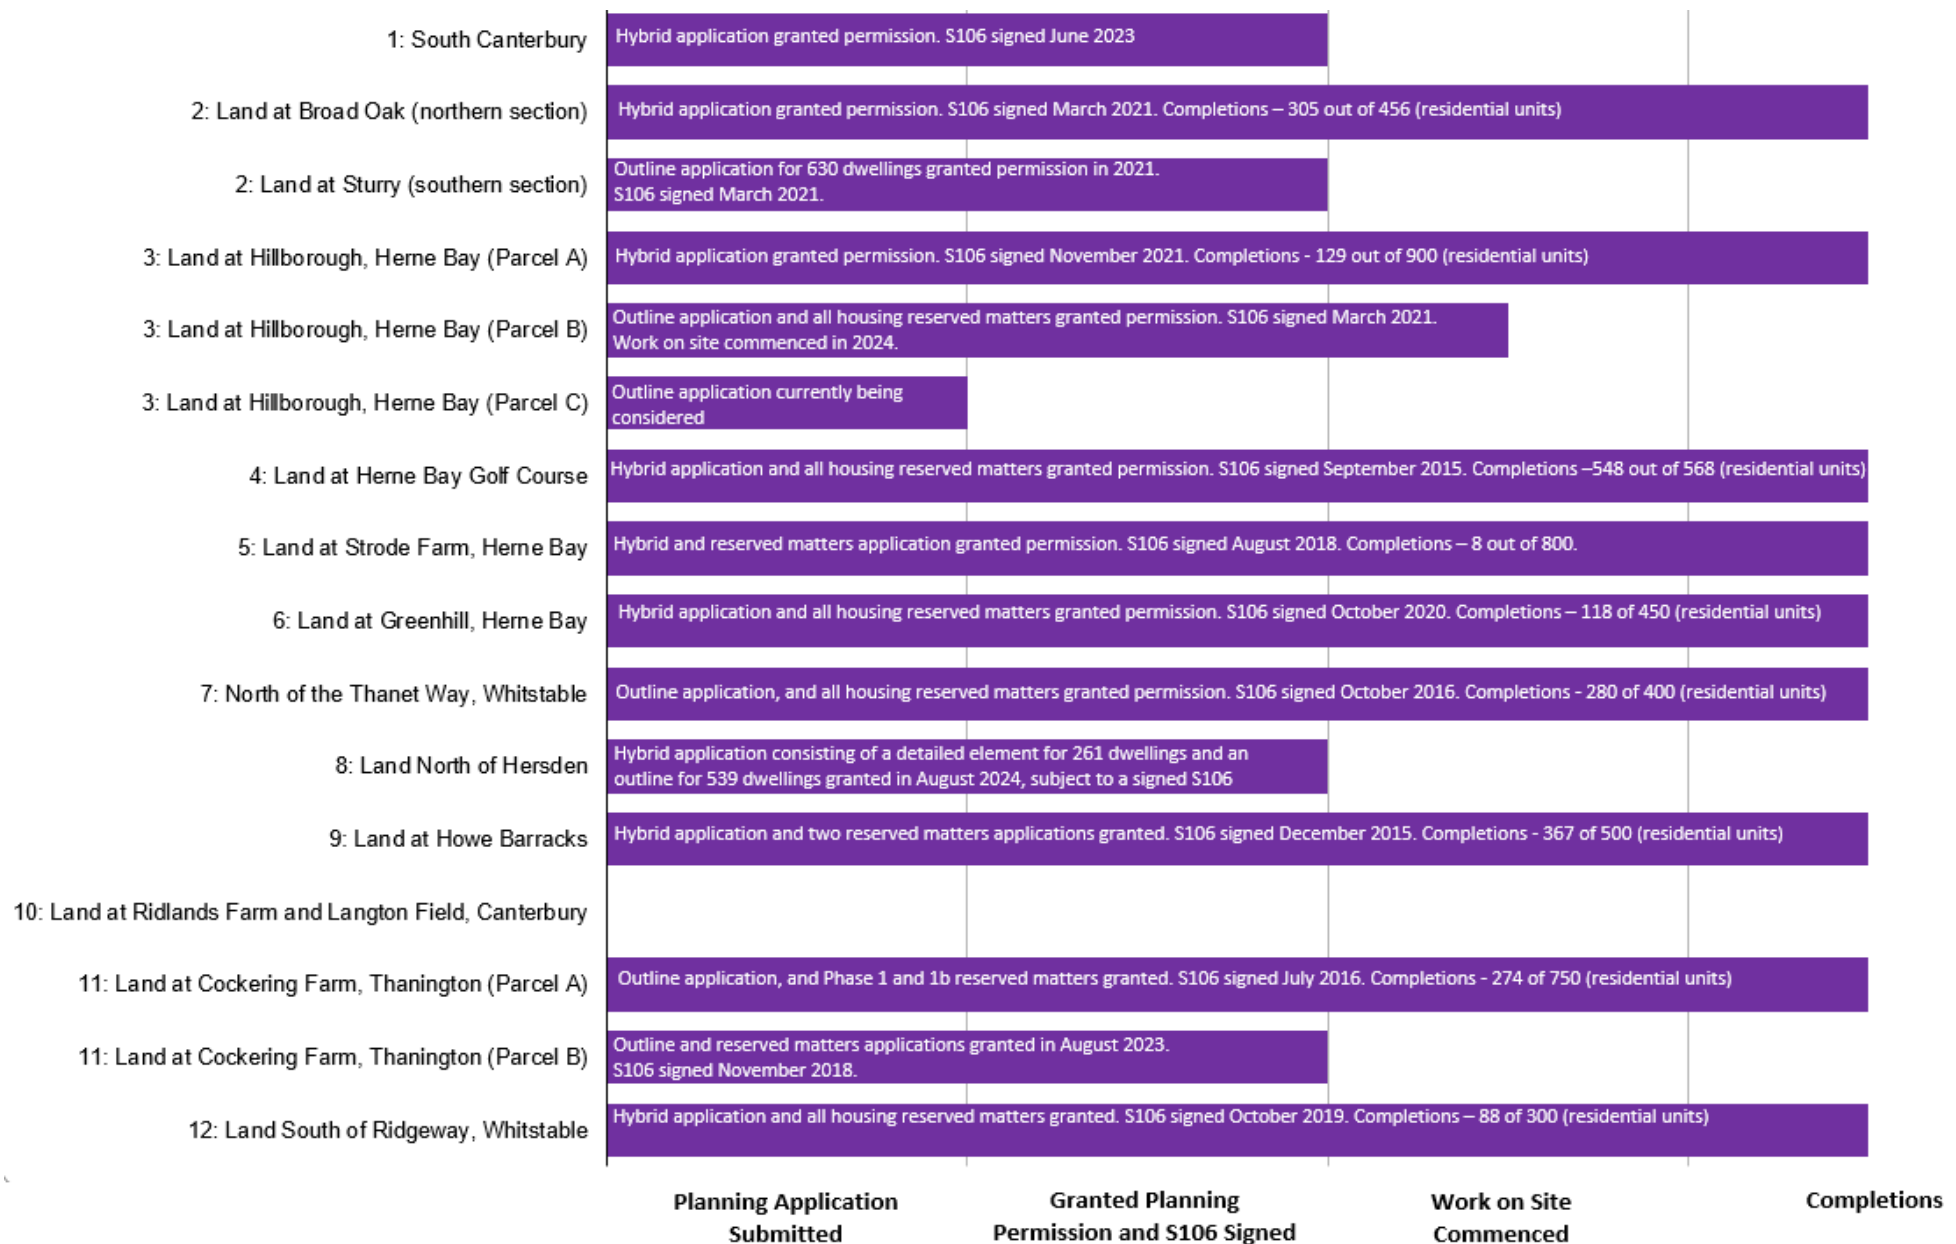 1: South Canterbury
Hybrid application granted permission. S106 signed June 2023
2: Land at Broad Oak (northern section)
Hybrid application granted permission. S106 signed March 2021. Completions – 305 out of 456 (residential units)
2: Land at Sturry (southern section)
Outline application for 630 dwellings granted permission in 2021.
S106 signed March 2021.
3: Land at Hillborough, Herne Bay (Parcel A)
Hybrid application granted permission. S106 signed November 2021. Completions - 129 out of 900 (residential units)
3: Land at Hillborough, Herne Bay (Parcel B)
Outline application and all housing reserved matters granted permission. S106 signed March 2021.
Work on site commenced in 2024.
3: Land at Hillborough, Herne Bay (Parcel C)
Outline application currently being
considered
4: Land at Herne Bay Golf Course
Hybrid application and all housing reserved matters granted permission. S106 signed September 2015. Completions –548 out of 568 (residential units)
5: Land at Strode Farm, Herne Bay
Hybrid and reserved matters application granted permission. S106 signed August 2018. Completions – 8 out of 800.
6: Land at Greenhill, Herne Bay
Hybrid application and all housing reserved matters granted permission. S106 signed October 2020. Completions – 118 of 450 (residential units)
7: North of the Thanet Way, Whitstable
Outline application, and all housing reserved matters granted permission. S106 signed October 2016. Completions - 280 of 400 (residential units)
8: Land North of Hersden
Hybrid application consisting of a detailed element for 261 dwellings and an
outline for 539 dwellings granted in August 2024, subject to a signed S106
9: Land at Howe Barracks
Hybrid application and two reserved matters applications granted. S106 signed December 2015. Completions - 367 of 500 (residential units)
10: Land at Ridlands Farm and Langton Field, Canterbury
11: Land at Cockering Farm, Thanington (Parcel A)
Outline application, and Phase 1 and 1b reserved matters granted. S106 signed July 2016. Completions - 274 of 750 (residential units)
11: Land at Cockering Farm, Thanington (Parcel B)
Outline and reserved matters applications granted in August 2023.
S106 signed November 2018.
12: Land South of Ridgeway, Whitstable
Hybrid application and all housing reserved matters granted. S106 signed October 2019. Completions – 88 of 300 (residential units)
Planning Application
Submitted
Granted Planning
Permission and S106 Signed
Work on Site
Commenced
Completions